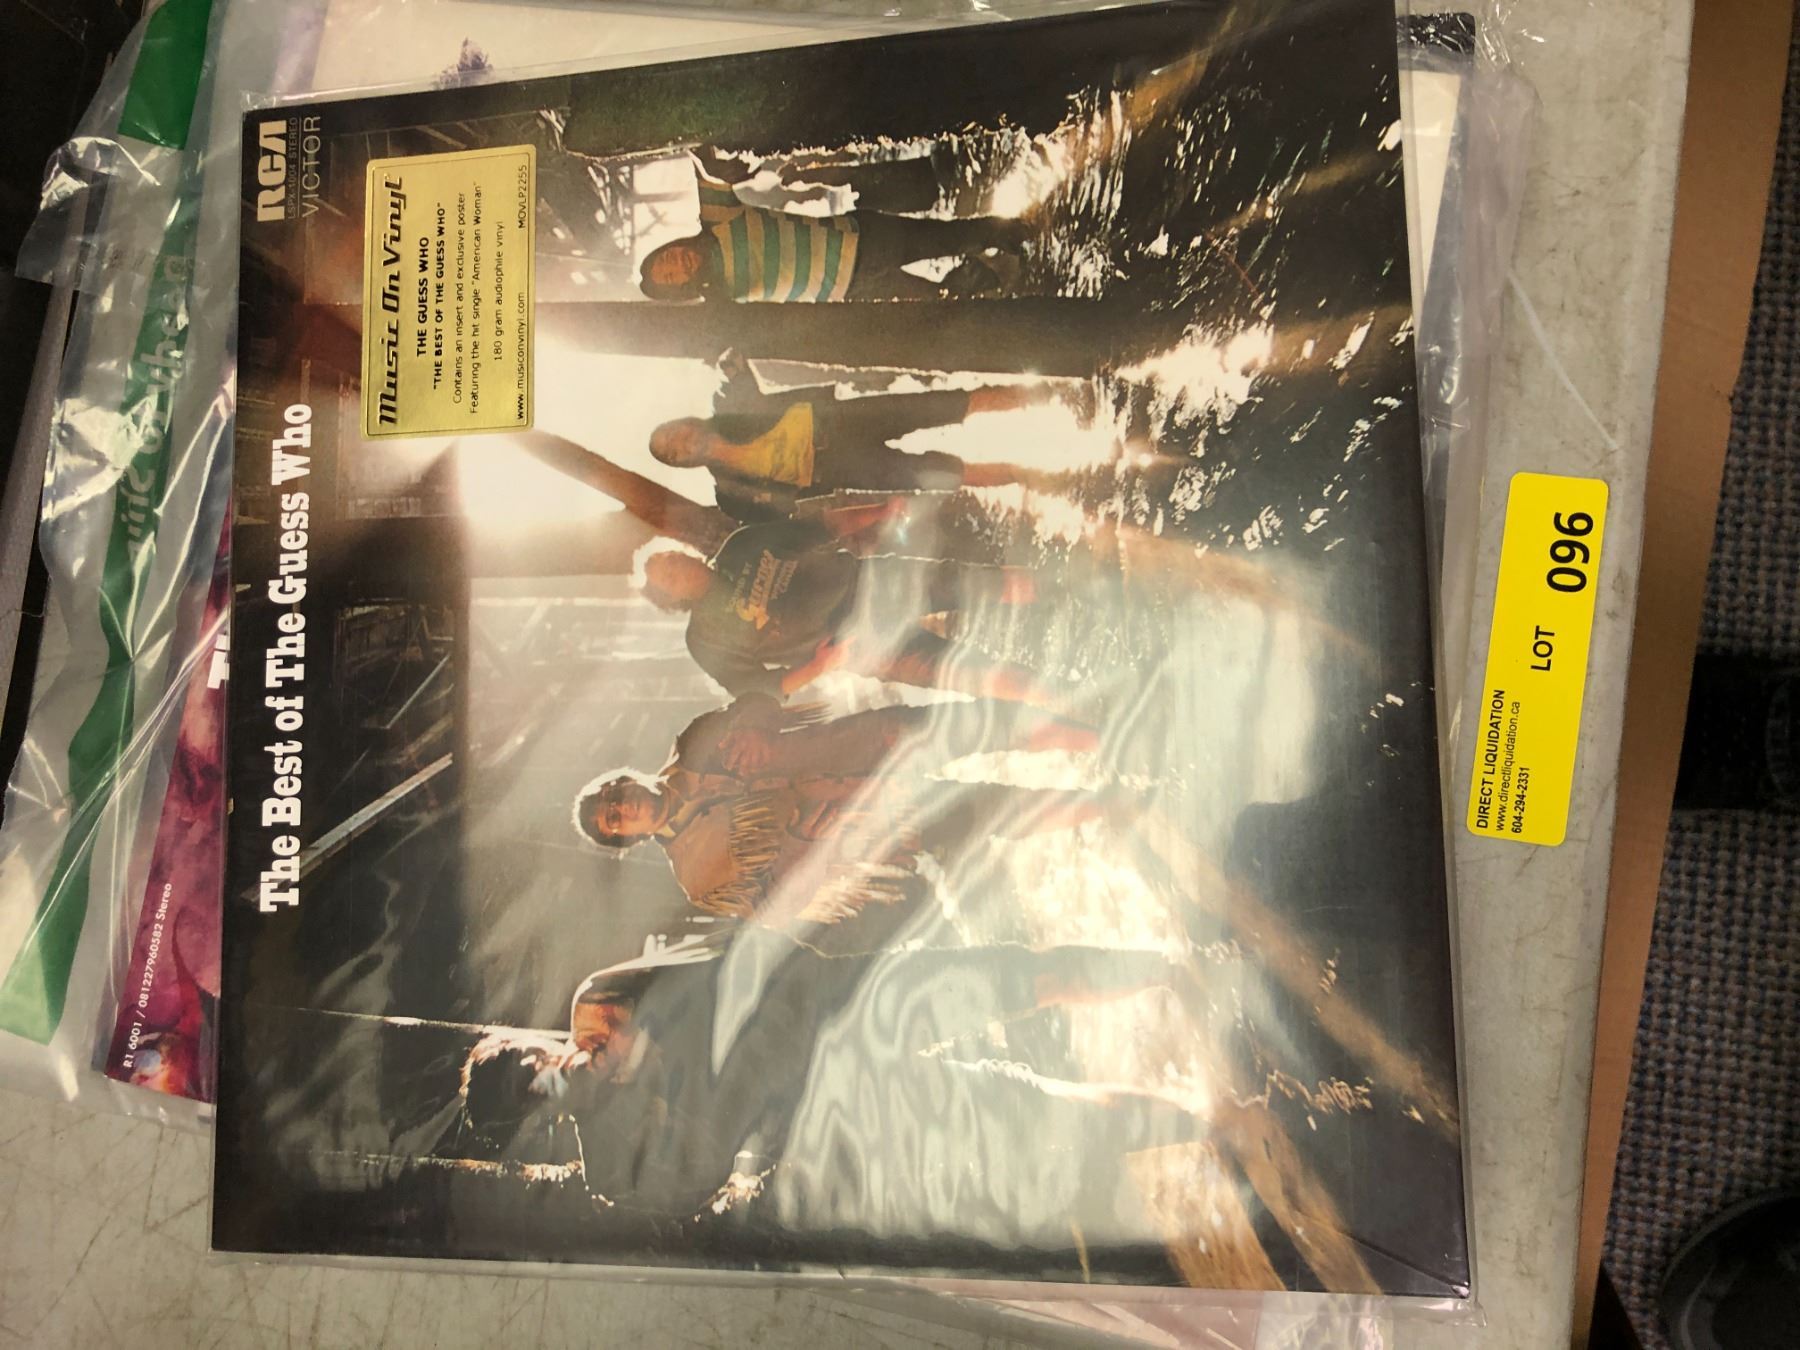 RCA
LSPX-1004 STEREO
VICTOR
Music On Vinyl
THE GUESS WHO
"THE BEST OF THE GUESS WHO"
Contains an insert and exclusive poster
Featuring the hit single "American Woman"
180 gram audiophile vinyl
www.musiconvinyl.com MOVLP2255
The Best of The Guess Who
R1 6001 / 081227960582 Stereo
DIRECT LIQUIDATION
www.directliquidation.ca
604-294-2331
LOT 096